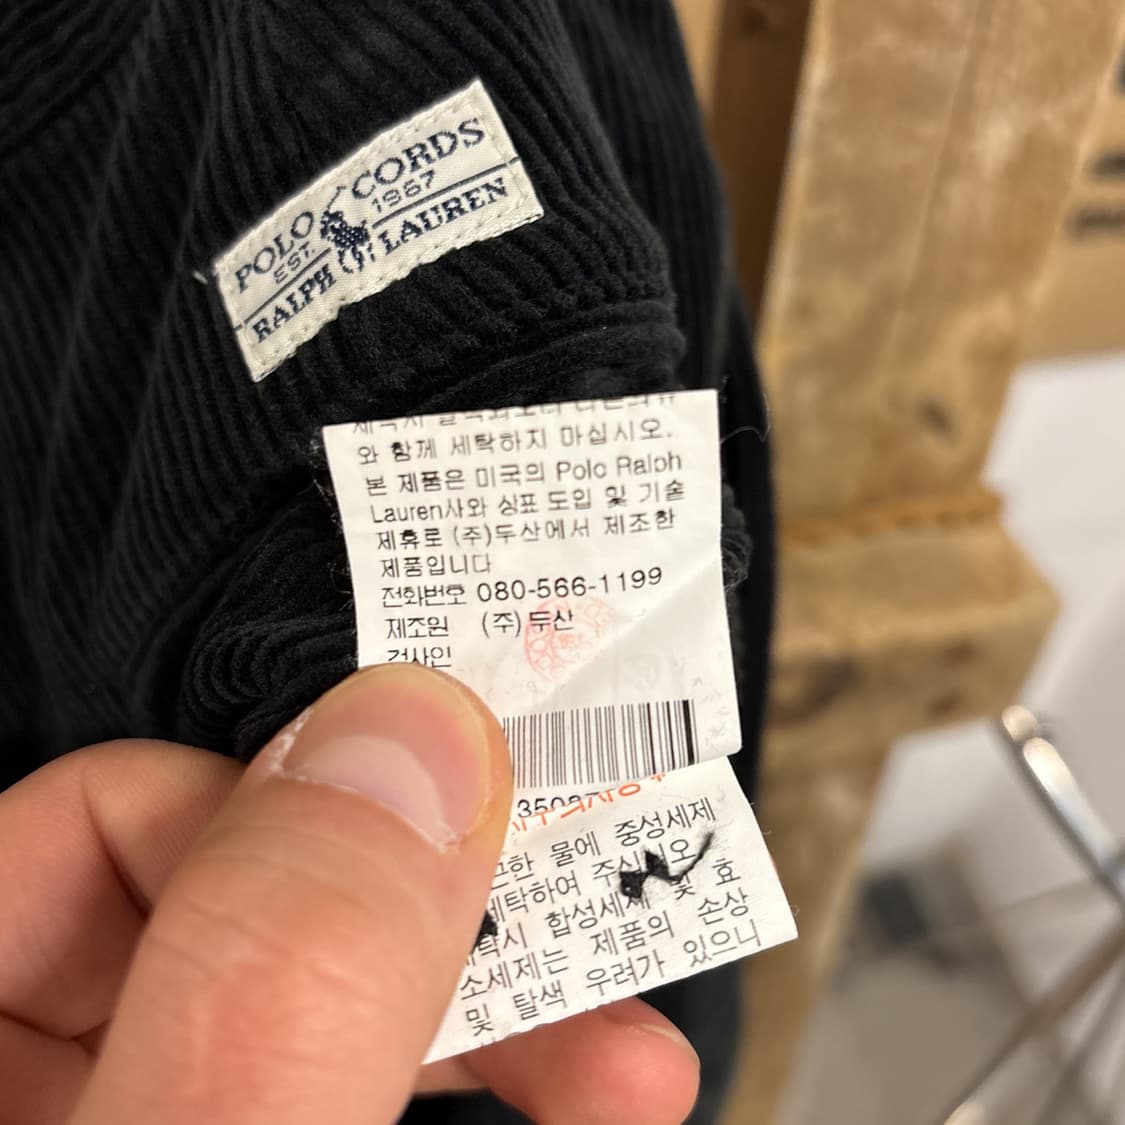 POLO CORDS
EST. 1967
RALPH LAUREN
와 함께 세탁하지 마십시오.
본 제품은 미국의 Polo Ralph
Lauren사와 상표 도입 및 기술
제휴로 (주)두산에서 제조한
제품입니다
전화번호 080-566-1199
제조원 (주)두산
검사인
물에 중성세제
세탁하여
합성세제 및 효
소세제는 제품의 손상
및 탈색 우려가 있으니